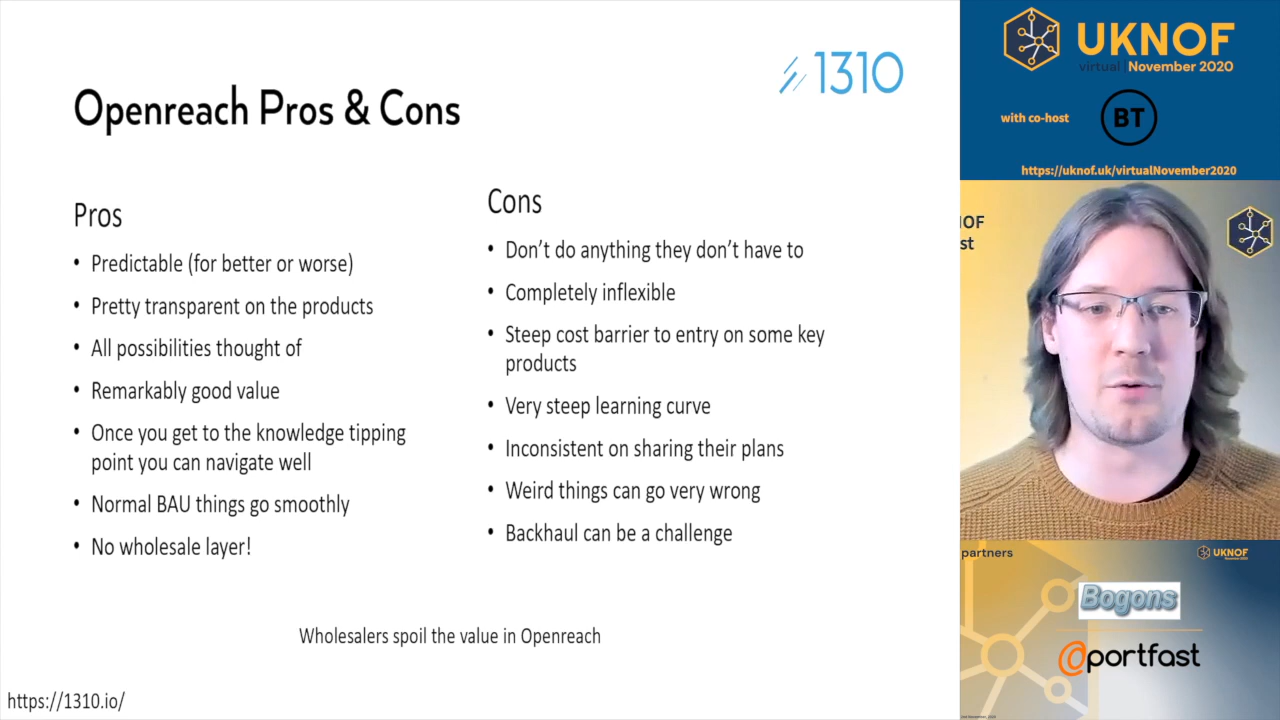 Openreach Pros & Cons
1310
Pros
• Predictable (for better or worse)
• Pretty transparent on the products
• All possibilities thought of
• Remarkably good value
• Once you get to the knowledge tipping
point you can navigate well
• Normal BAU things go smoothly
• No wholesale layer!
Cons
• Don’t do anything they don’t have to
• Completely inflexible
• Steep cost barrier to entry on some key
products
• Very steep learning curve
• Inconsistent on sharing their plans
• Weird things can go very wrong
• Backhaul can be a challenge
Wholesalers spoil the value in Openreach
https://1310.io/
UKNOF
virtual November 2020
with co-host
BT
https://uknof.uk/virtualNovember2020
partners
UKNOF
Bogons
@portfast